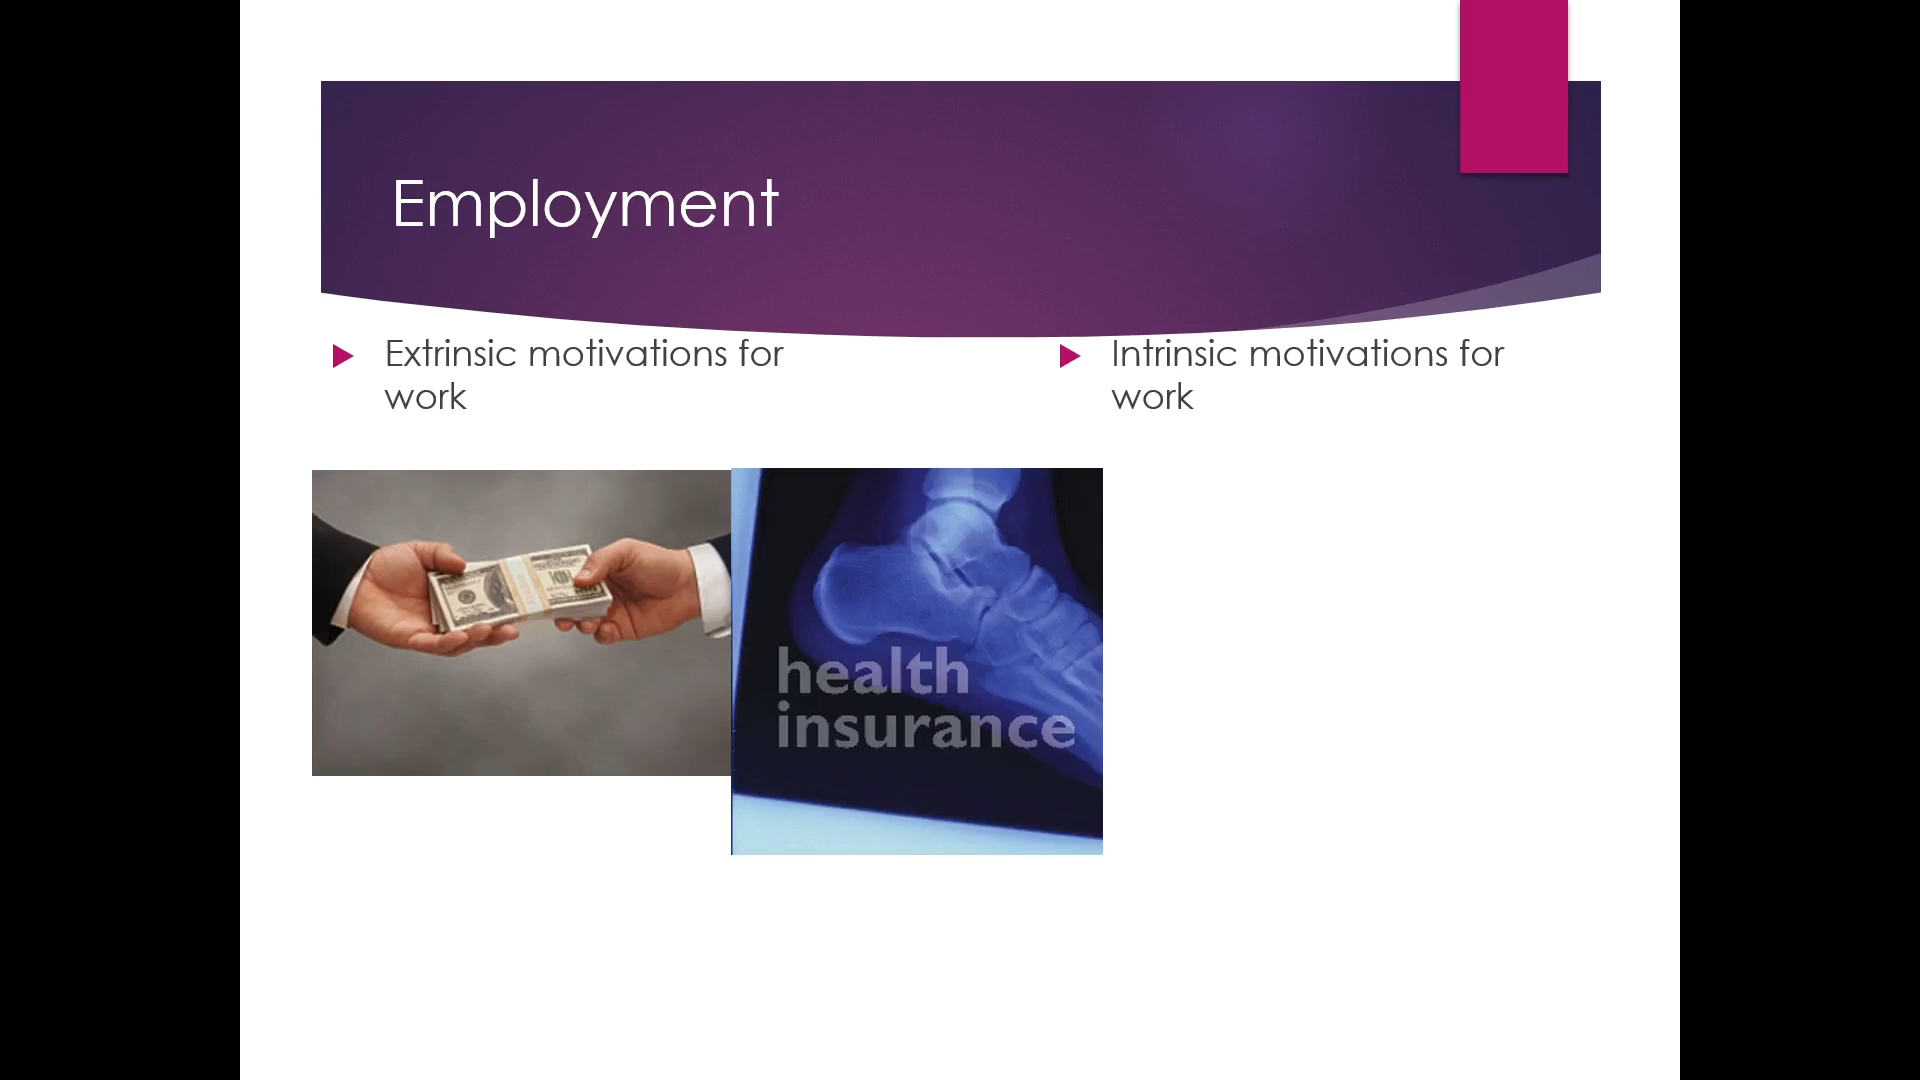 Employment
Extrinsic motivations for
work
Intrinsic motivations for
work
health
insurance